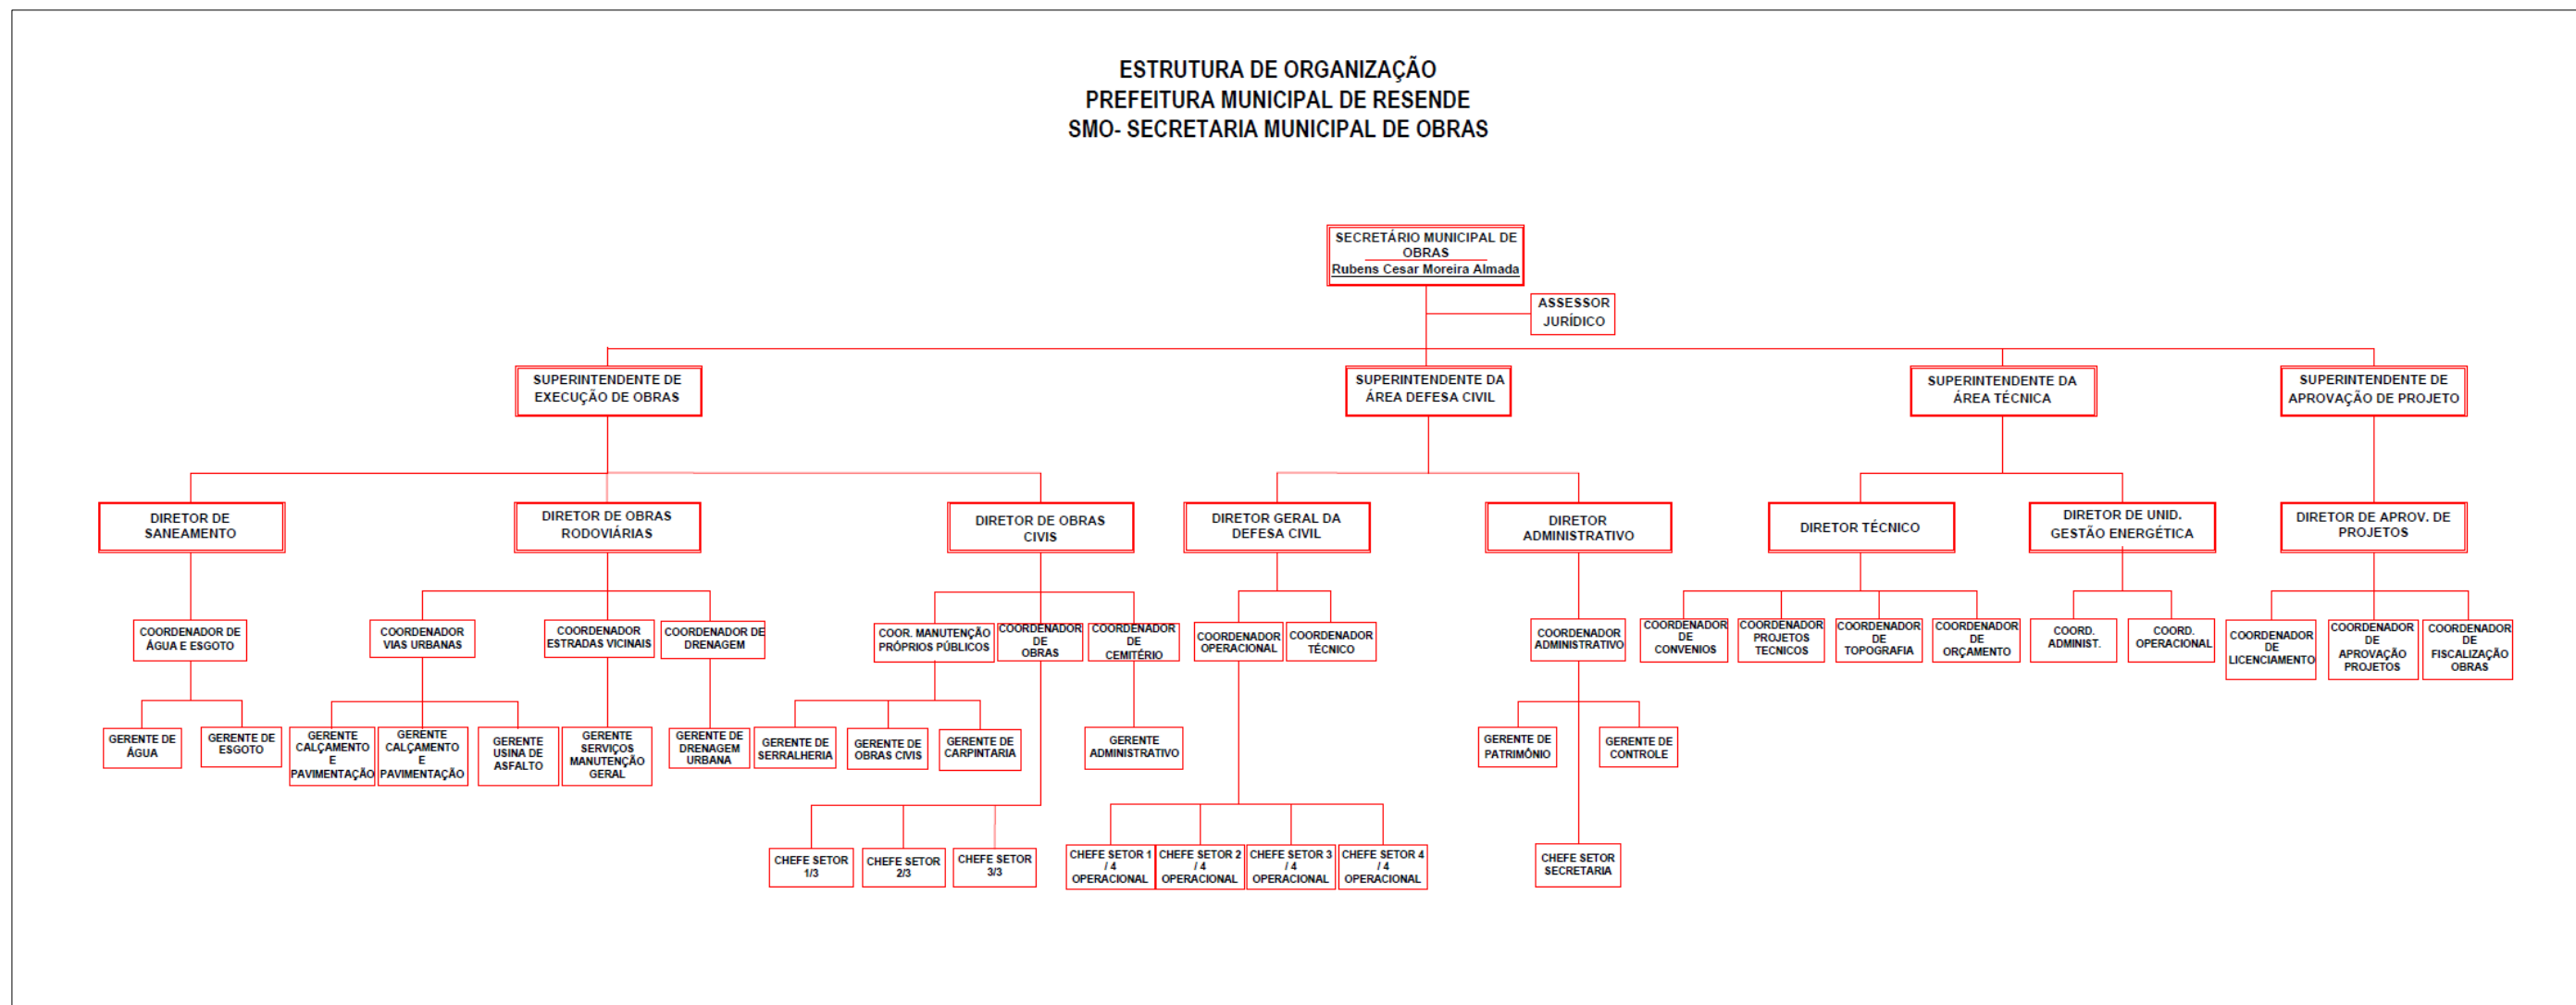 ESTRUTURA DE ORGANIZAÇÃO
PREFEITURA MUNICIPAL DE RESENDE
SMO- SECRETARIA MUNICIPAL DE OBRAS
SECRETÁRIO MUNICIPAL DE
OBRAS
Rubens Cesar Moreira Almada
ASSESSOR
JURÍDICO
SUPERINTENDENTE DE
EXECUÇÃO DE OBRAS
SUPERINTENDENTE DA
ÁREA DEFESA CIVIL
SUPERINTENDENTE DA
ÁREA TÉCNICA
SUPERINTENDENTE DE
APROVAÇÃO DE PROJETO
DIRETOR DE
SANEAMENTO
DIRETOR DE OBRAS
RODOVIÁRIAS
DIRETOR DE OBRAS
CIVIS
DIRETOR GERAL DA
DEFESA CIVIL
DIRETOR
ADMINISTRATIVO
DIRETOR TÉCNICO
DIRETOR DE UNID.
GESTÃO ENERGÉTICA
DIRETOR DE APROV. DE
PROJETOS
COORDENADOR DE
ÁGUA E ESGOTO
COORDENADOR
VIAS URBANAS
COORDENADOR
ESTRADAS VICINAIS
COORDENADOR DE
DRENAGEM
COOR. MANUTENÇÃO
PRÓPRIOS PÚBLICOS
COORDENADOR
DE
OBRAS
COORDENADOR
DE
CEMITÉRIO
COORDENADOR
OPERACIONAL
COORDENADOR
TÉCNICO
COORDENADOR
ADMINISTRATIVO
COORDENADOR
DE
CONVENIOS
COORDENADOR
PROJETOS
TECNICOS
COORDENADOR
DE
TOPOGRAFIA
COORDENADOR
DE
ORÇAMENTO
COORD.
ADMINIST.
COORD.
OPERACIONAL
COORDENADOR
DE
LICENCIAMENTO
COORDENADOR
DE
APROVAÇÃO
PROJETOS
COORDENADOR
DE
FISCALIZAÇÃO
OBRAS
GERENTE DE
ÁGUA
GERENTE DE
ESGOTO
GERENTE
CALÇAMENTO
E
PAVIMENTAÇÃO
GERENTE
CALÇAMENTO
E
PAVIMENTAÇÃO
GERENTE
USINA DE
ASFALTO
GERENTE
SERVIÇOS
MANUTENÇÃO
GERAL
GERENTE DE
DRENAGEM
URBANA
GERENTE DE
SERRALHERIA
GERENTE DE
OBRAS CIVIS
GERENTE DE
CARPINTARIA
GERENTE
ADMINISTRATIVO
GERENTE DE
PATRIMÔNIO
GERENTE DE
CONTROLE
CHEFE SETOR
1/3
CHEFE SETOR
2/3
CHEFE SETOR
3/3
CHEFE SETOR 1
/ 4
OPERACIONAL
CHEFE SETOR 2
/ 4
OPERACIONAL
CHEFE SETOR 3
/ 4
OPERACIONAL
CHEFE SETOR 4
/ 4
OPERACIONAL
CHEFE SETOR
SECRETARIA